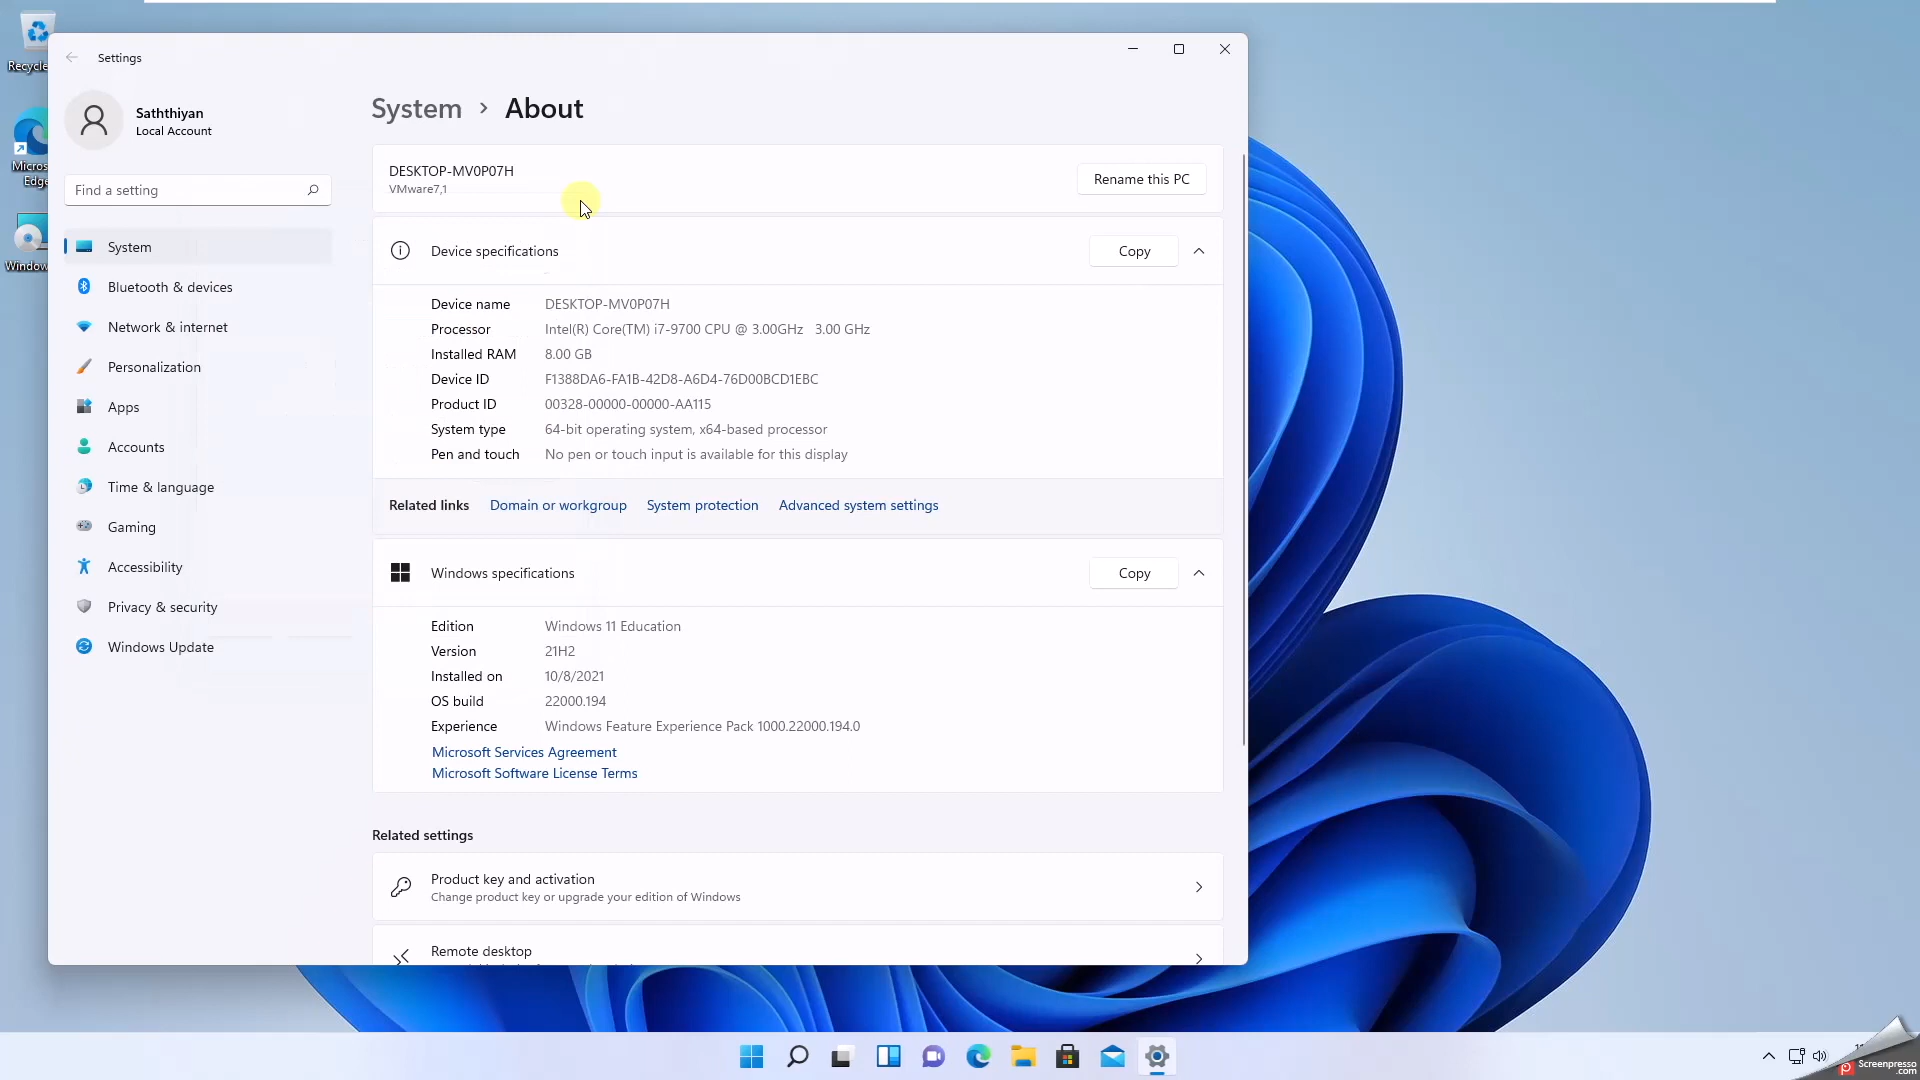 Recycle
Micros
Edge
Window
Settings
Saththiyan
Local Account
Find a setting
System
Bluetooth & devices
Network & internet
Personalization
Apps
Accounts
Time & language
Gaming
Accessibility
Privacy & security
Windows Update
System > About
DESKTOP-MV0P07H
VMware7,1
Rename this PC
Device specifications
Copy
Device name DESKTOP-MV0P07H
Processor Intel(R) Core(TM) i7-9700 CPU @ 3.00GHz 3.00 GHz
Installed RAM 8.00 GB
Device ID F1388DA6-FA1B-42D8-A6D4-76D00BCD1EBC
Product ID 00328-00000-00000-AA115
System type 64-bit operating system, x64-based processor
Pen and touch No pen or touch input is available for this display
Related links Domain or workgroup System protection Advanced system settings
Windows specifications
Copy
Edition Windows 11 Education
Version 21H2
Installed on 10/8/2021
OS build 22000.194
Experience Windows Feature Experience Pack 1000.22000.194.0
Microsoft Services Agreement
Microsoft Software License Terms
Related settings
Product key and activation
Change product key or upgrade your edition of Windows
Remote desktop
Screenpresso
.com